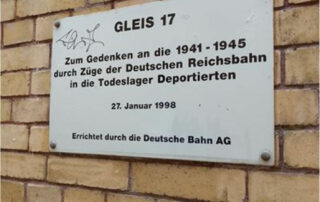 GLEIS 17
Zum Gedenken an die 1941 - 1945
durch Züge der Deutschen Reichsbahn
in die Todeslager Deportierten
27. Januar 1998
Errichtet durch die Deutsche Bahn AG